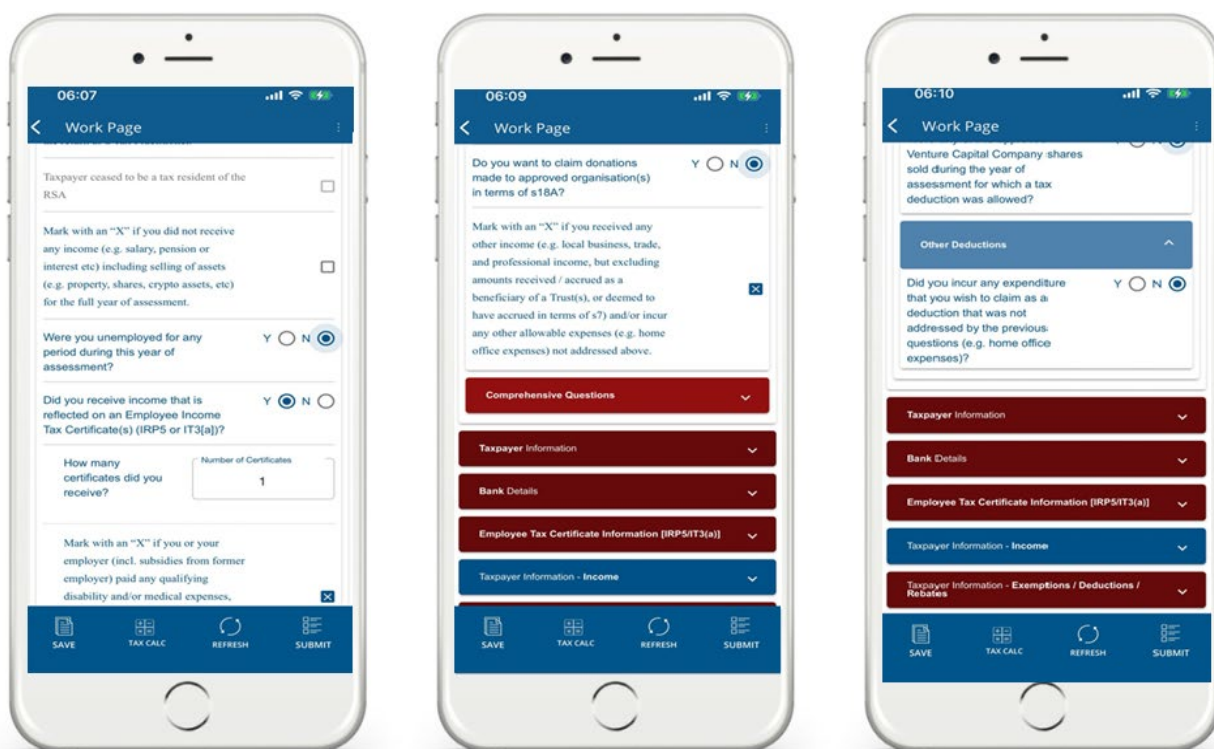 06:07
Work Page
Taxpayer ceased to be a tax resident of the
RSA
Mark with an “X” if you did not receive
any income (e.g. salary, pension or
interest etc) including selling of assets
(e.g. property, shares, crypto assets, etc)
for the full year of assessment.
Were you unemployed for any
period during this year of
assessment?
Y N
Did you receive income that is
reflected on an Employee Income
Tax Certificate(s) (IRP5 or IT3[a])?
Y N
How many
certificates did you
receive?
Number of Certificates
1
Mark with an “X” if you or your
employer (incl. subsidies from former
employer) paid any qualifying
disability and/or medical expenses,
SAVE
TAX CALC
REFRESH
SUBMIT
06:09
Work Page
Do you want to claim donations
made to approved organisation(s)
in terms of s18A?
Y N
Mark with an “X” if you received any
other income (e.g. local business, trade,
and professional income, but excluding
amounts received / accrued as a
beneficiary of a Trust(s), or deemed to
have accrued in terms of s7) and/or incur
any other allowable expenses (e.g. home
office expenses) not addressed above.
Comprehensive Questions
Taxpayer Information
Bank Details
Employee Tax Certificate Information [IRP5/IT3(a)]
Taxpayer Information - Income
SAVE
TAX CALC
REFRESH
SUBMIT
06:10
Work Page
Venture Capital Company shares
sold during the year of
assessment for which a tax
deduction was allowed?
Y N
Other Deductions
Did you incur any expenditure
that you wish to claim as a
deduction that was not
addressed by the previous
questions (e.g. home office
expenses)?
Y N
Taxpayer Information
Bank Details
Employee Tax Certificate Information [IRP5/IT3(a)]
Taxpayer Information - Income
Taxpayer Information - Exemptions / Deductions /
Rebates
SAVE
TAX CALC
REFRESH
SUBMIT